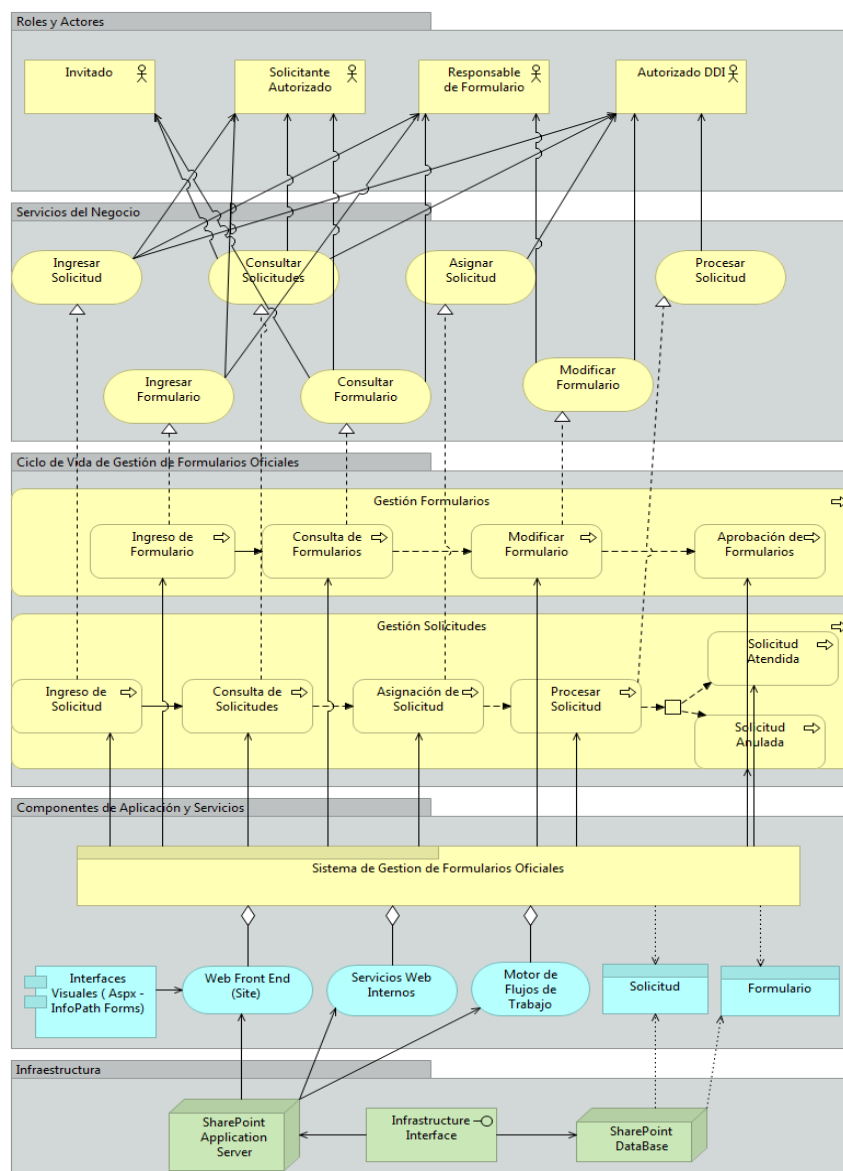 Roles y Actores
Invitado
Solicitante
Autorizado
Responsable
de Formulario
Autorizado DDI
Servicios del Negocio
Ingresar
Solicitud
Consultar
Solicitudes
Asignar
Solicitud
Procesar
Solicitud
Ingresar
Formulario
Consultar
Formulario
Modificar
Formulario
Ciclo de Vida de Gestión de Formularios Oficiales
Gestión Formularios
Ingreso de
Formulario
Consulta de
Formularios
Modificar
Formulario
Aprobación de
Formularios
Gestión Solicitudes
Ingreso de
Solicitud
Consulta de
Solicitudes
Asignación de
Solicitud
Procesar
Solicitud
Solicitud
Atendida
Solicitud
Anulada
Componentes de Aplicación y Servicios
Sistema de Gestion de Formularios Oficiales
Interfaces
Visuales ( Aspx -
InfoPath Forms)
Web Front End
(Site)
Servicios Web
Internos
Motor de
Flujos de
Trabajo
Solicitud
Formulario
Infraestructura
SharePoint
Application
Server
Infrastructure
Interface
SharePoint
DataBase